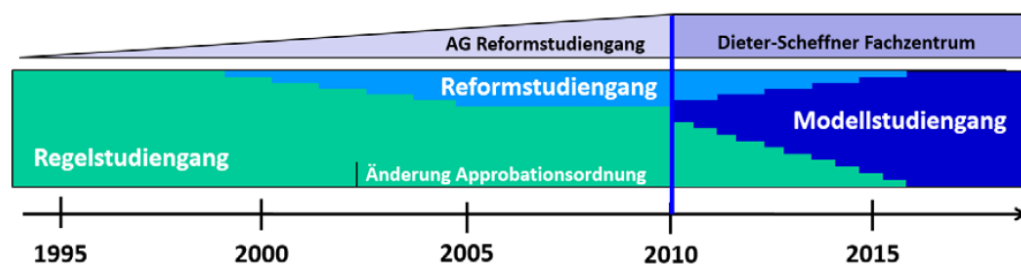 AG Reformstudiengang
Dieter-Scheffner Fachzentrum
Reformstudiengang
Modellstudiengang
Regelstudiengang
Änderung Approbationsordnung
1995 2000 2005 2010 2015